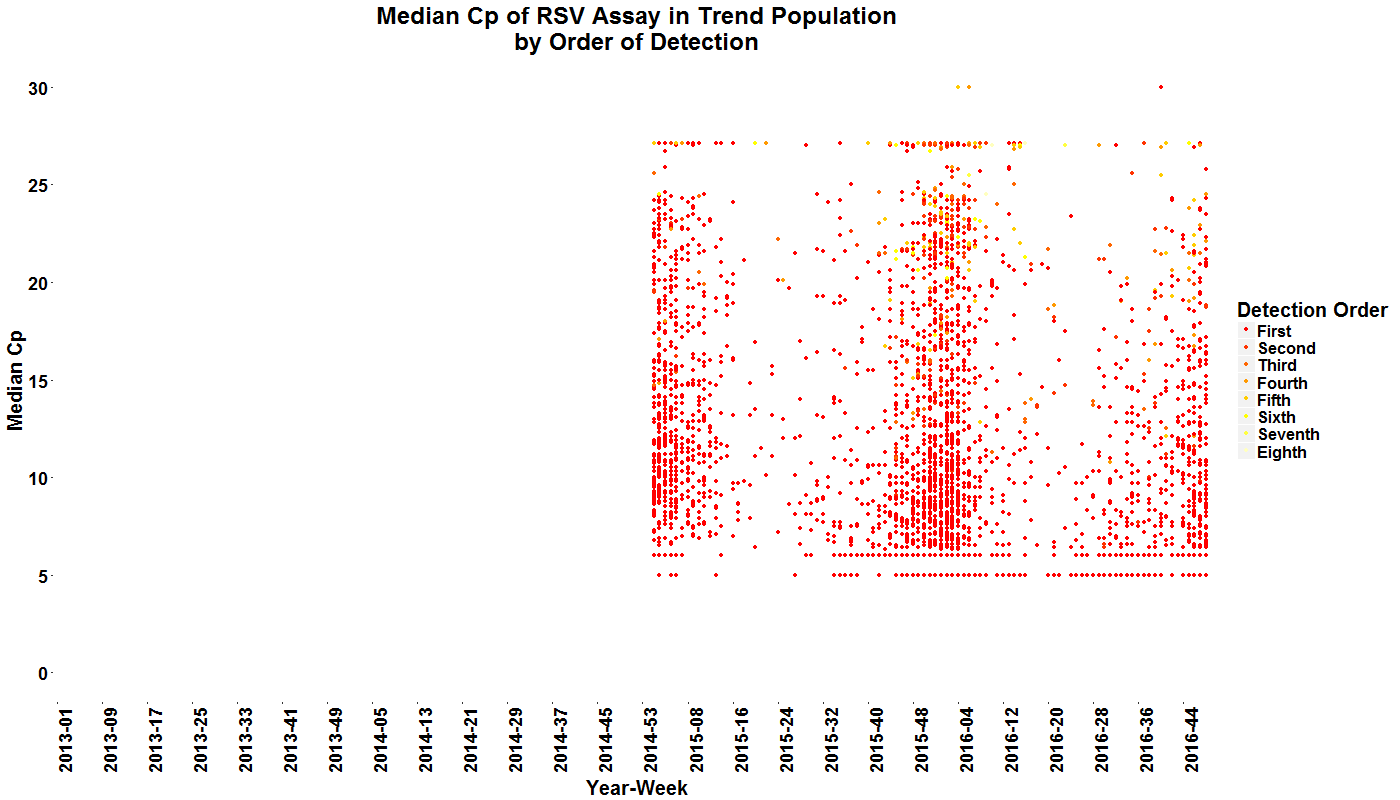 Median Cp of RSV Assay in Trend Population
by Order of Detection
30
25
20
15
10
5
0
Median Cp
2013-01
2013-09
2013-17
2013-25
2013-33
2013-41
2013-49
2014-05
2014-13
2014-21
2014-29
2014-37
2014-45
2014-53
2015-08
2015-16
2015-24
2015-32
2015-40
2015-48
2016-04
2016-12
2016-20
2016-28
2016-36
2016-44
Year-Week
Detection Order
First
Second
Third
Fourth
Fifth
Sixth
Seventh
Eighth